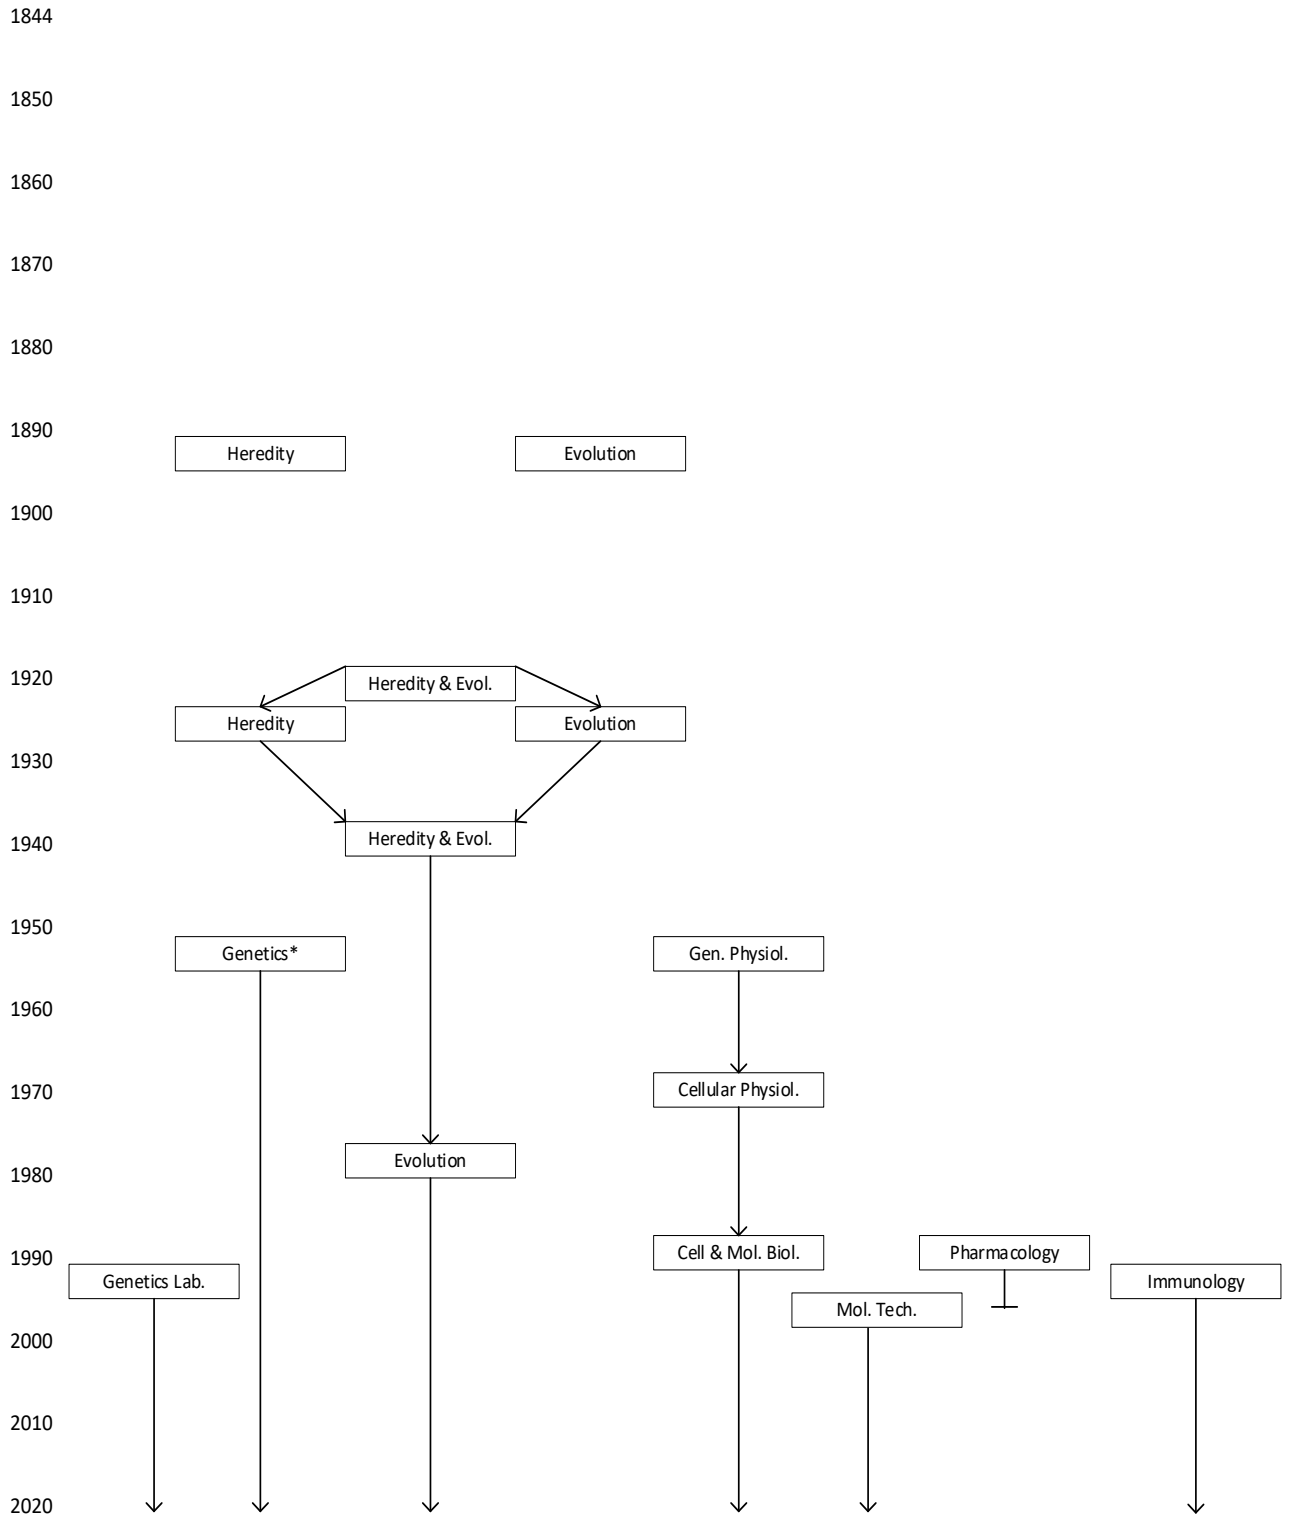 1844
1850
1860
1870
1880
1890
Heredity
Evolution
1900
1910
1920
Heredity & Evol.
Heredity
Evolution
1930
Heredity & Evol.
1940
1950
Genetics*
Gen. Physiol.
1960
1970
Cellular Physiol.
Evolution
1980
1990
Cell & Mol. Biol.
Pharmacology
Genetics Lab.
Immunology
Mol. Tech.
2000
2010
2020